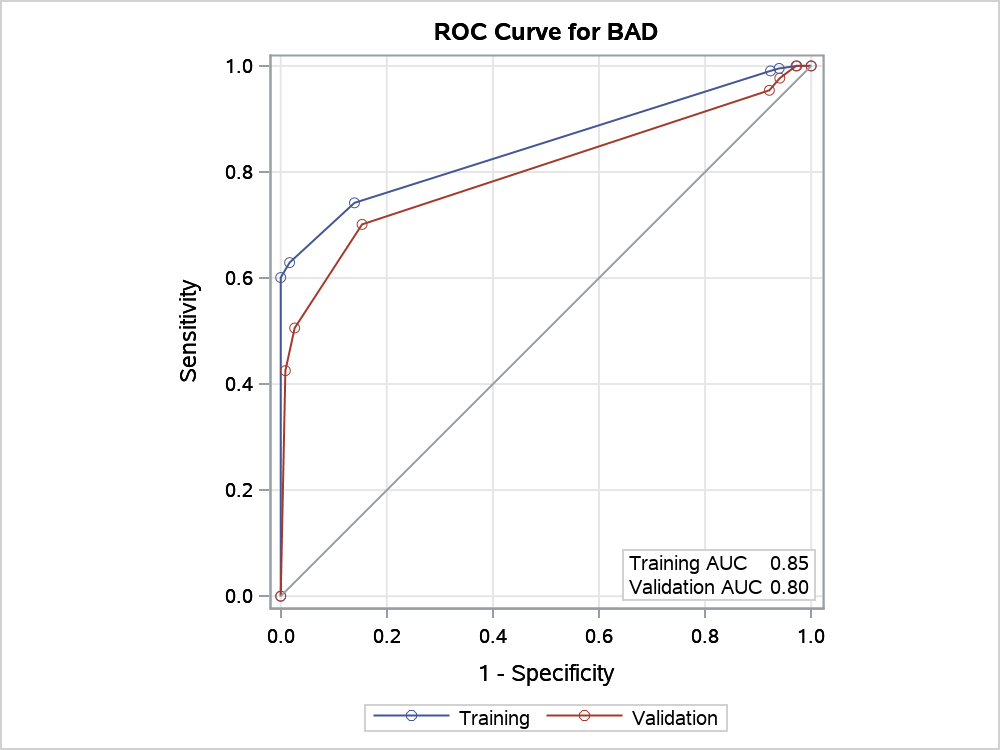 ROC Curve for BAD
1.0
0.8
0.6
0.4
0.2
0.0
Sensitivity
Training AUC 0.85
Validation AUC 0.80
0.0 0.2 0.4 0.6 0.8 1.0
1 - Specificity
Training Validation